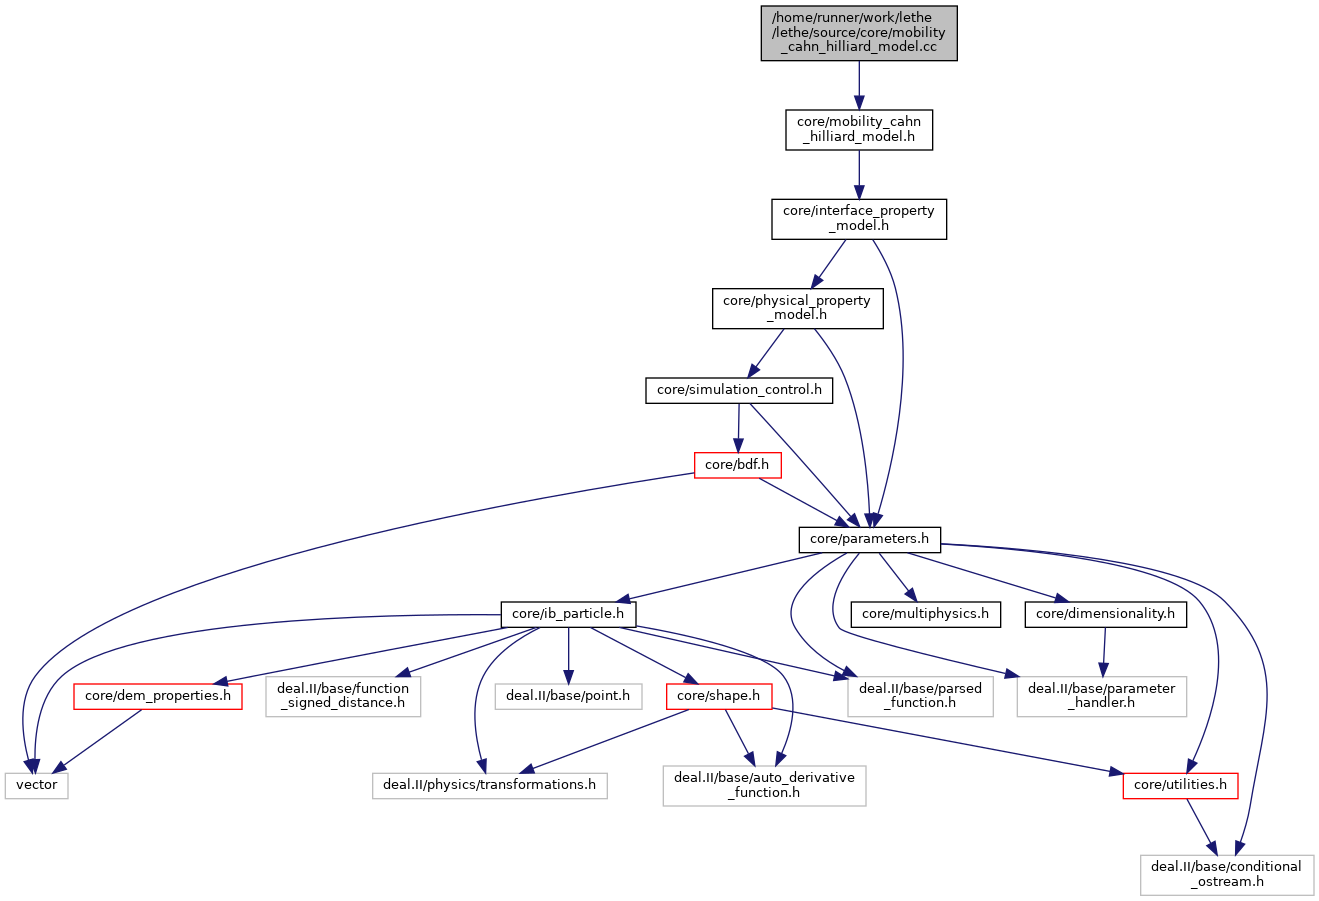 /home/runner/work/lethe
/lethe/source/core/mobility
_cahn_hilliard_model.cc
core/mobility_cahn
_hilliard_model.h
core/interface_property
_model.h
core/physical_property
_model.h
core/simulation_control.h
core/bdf.h
core/parameters.h
core/ib_particle.h
core/multiphysics.h
core/dimensionality.h
core/dem_properties.h
deal.II/base/function
_signed_distance.h
deal.II/base/point.h
core/shape.h
deal.II/base/parsed
_function.h
deal.II/base/parameter
_handler.h
vector
deal.II/physics/transformations.h
deal.II/base/auto_derivative
_function.h
core/utilities.h
deal.II/base/conditional
_ostream.h